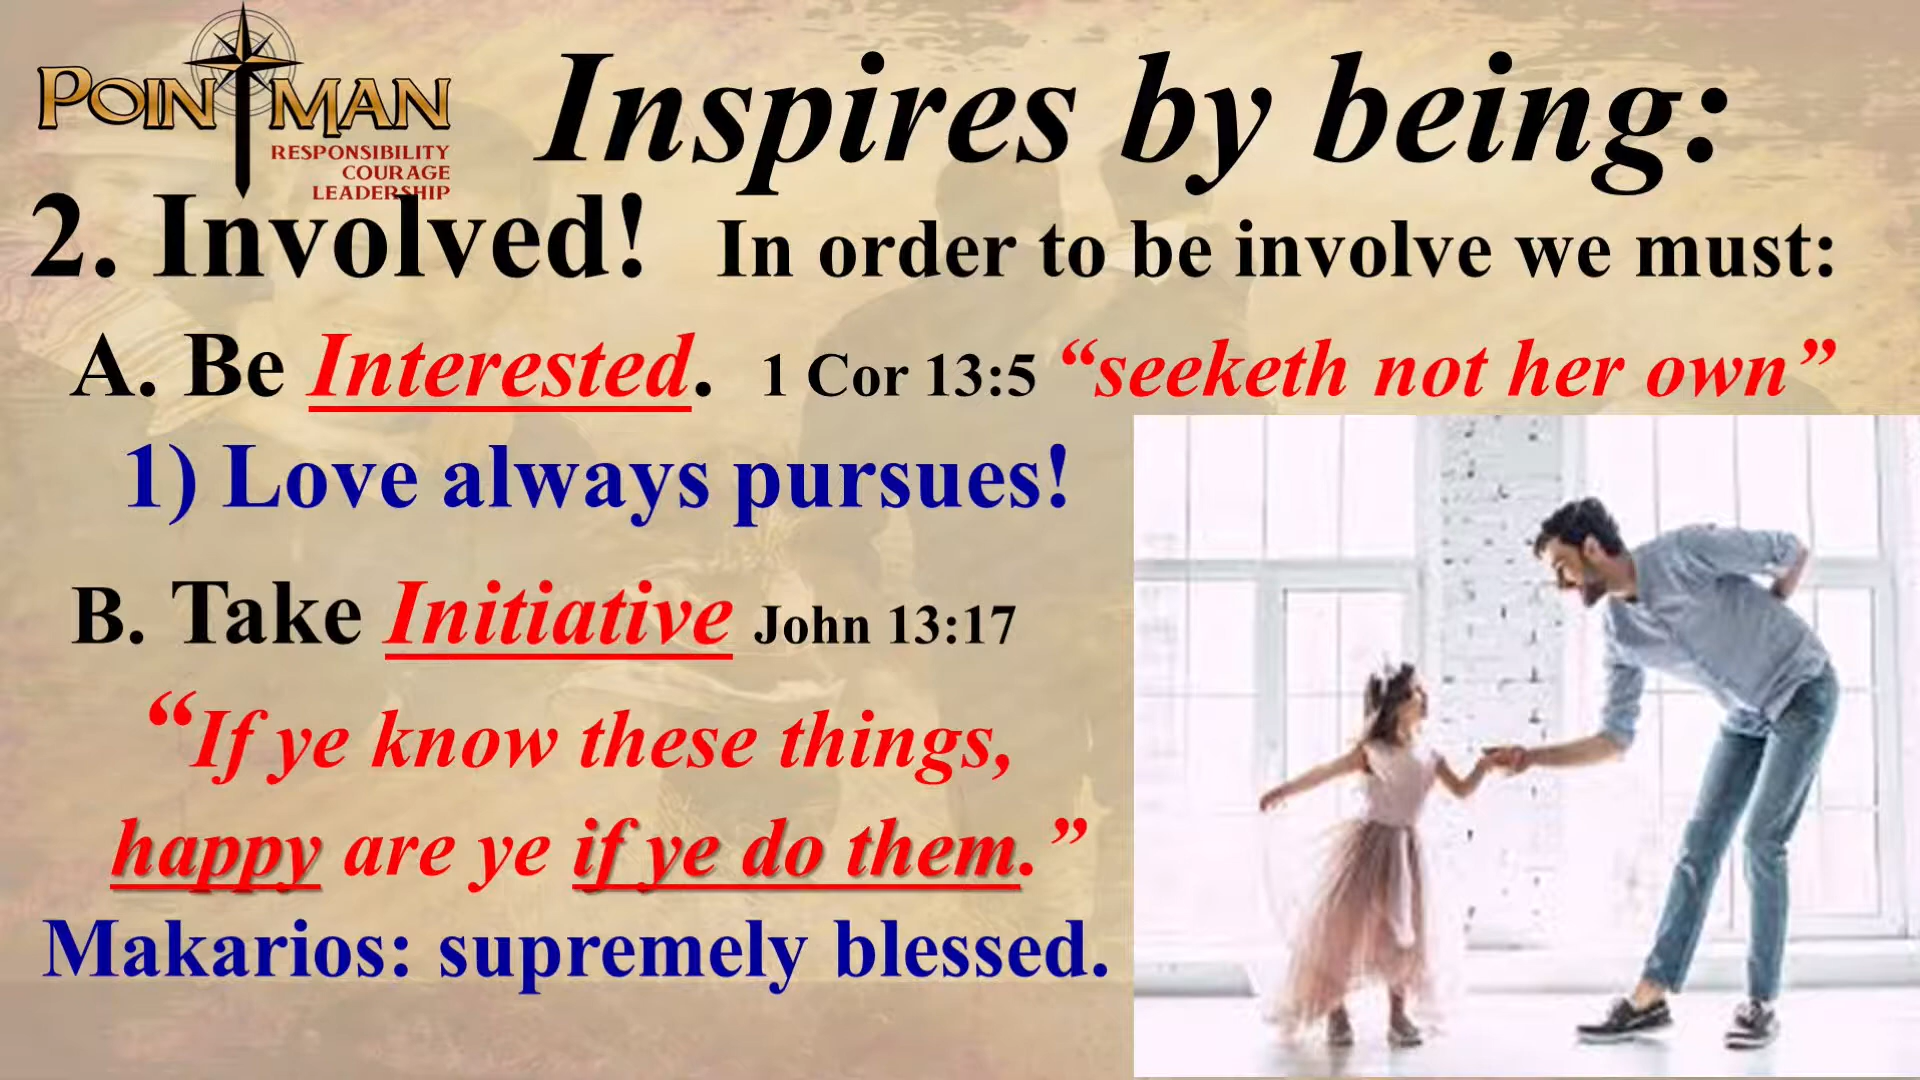 POINTMAN
RESPONSIBILITY
COURAGE
LEADERSHIP
Inspires by being:
2. Involved! In order to be involve we must:
A. Be Interested. 1 Cor 13:5 “seeketh not her own”
1) Love always pursues!
B. Take Initiative John 13:17
“If ye know these things,
happy are ye if ye do them.”
Makarios: supremely blessed.